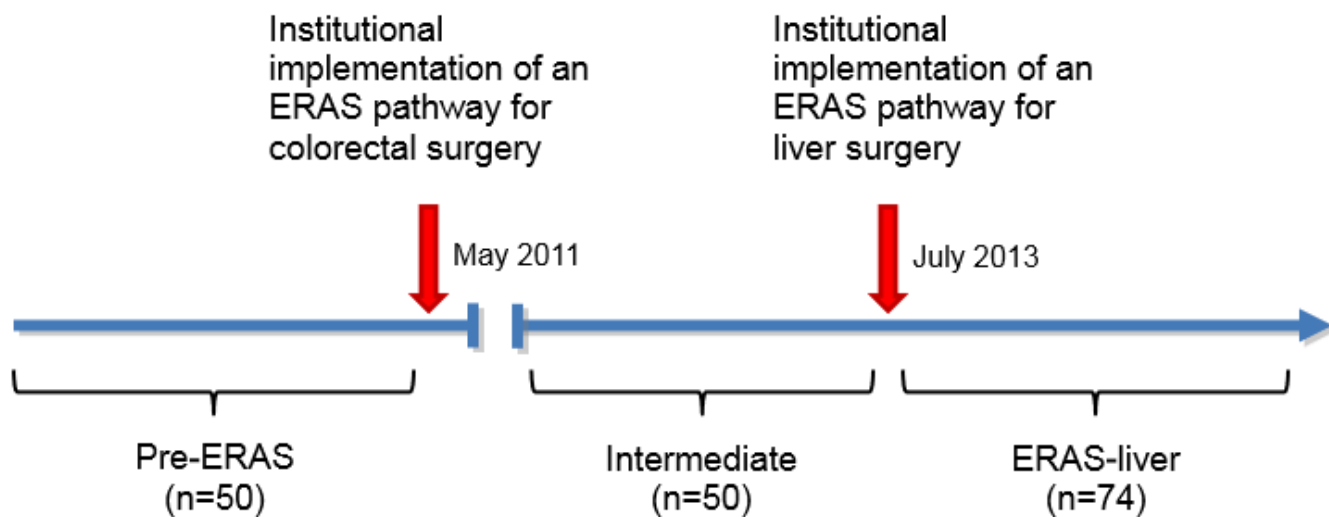 Institutional
implementation of an
ERAS pathway for
colorectal surgery
Institutional
implementation of an
ERAS pathway for
liver surgery
May 2011
July 2013
Pre-ERAS
(n=50)
Intermediate
(n=50)
ERAS-liver
(n=74)